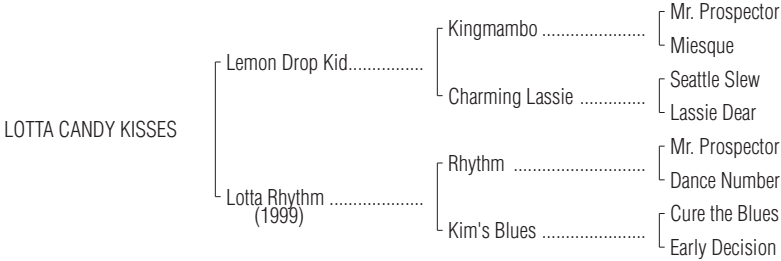 Mr. Prospector
Kingmambo ......................
Miesque
Lemon Drop Kid................
Seattle Slew
Charming Lassie ..............
Lassie Dear
LOTTA CANDY KISSES
Mr. Prospector
Rhythm ............................
Dance Number
Lotta Rhythm ....................
(1999)
Cure the Blues
Kim's Blues ......................
Early Decision